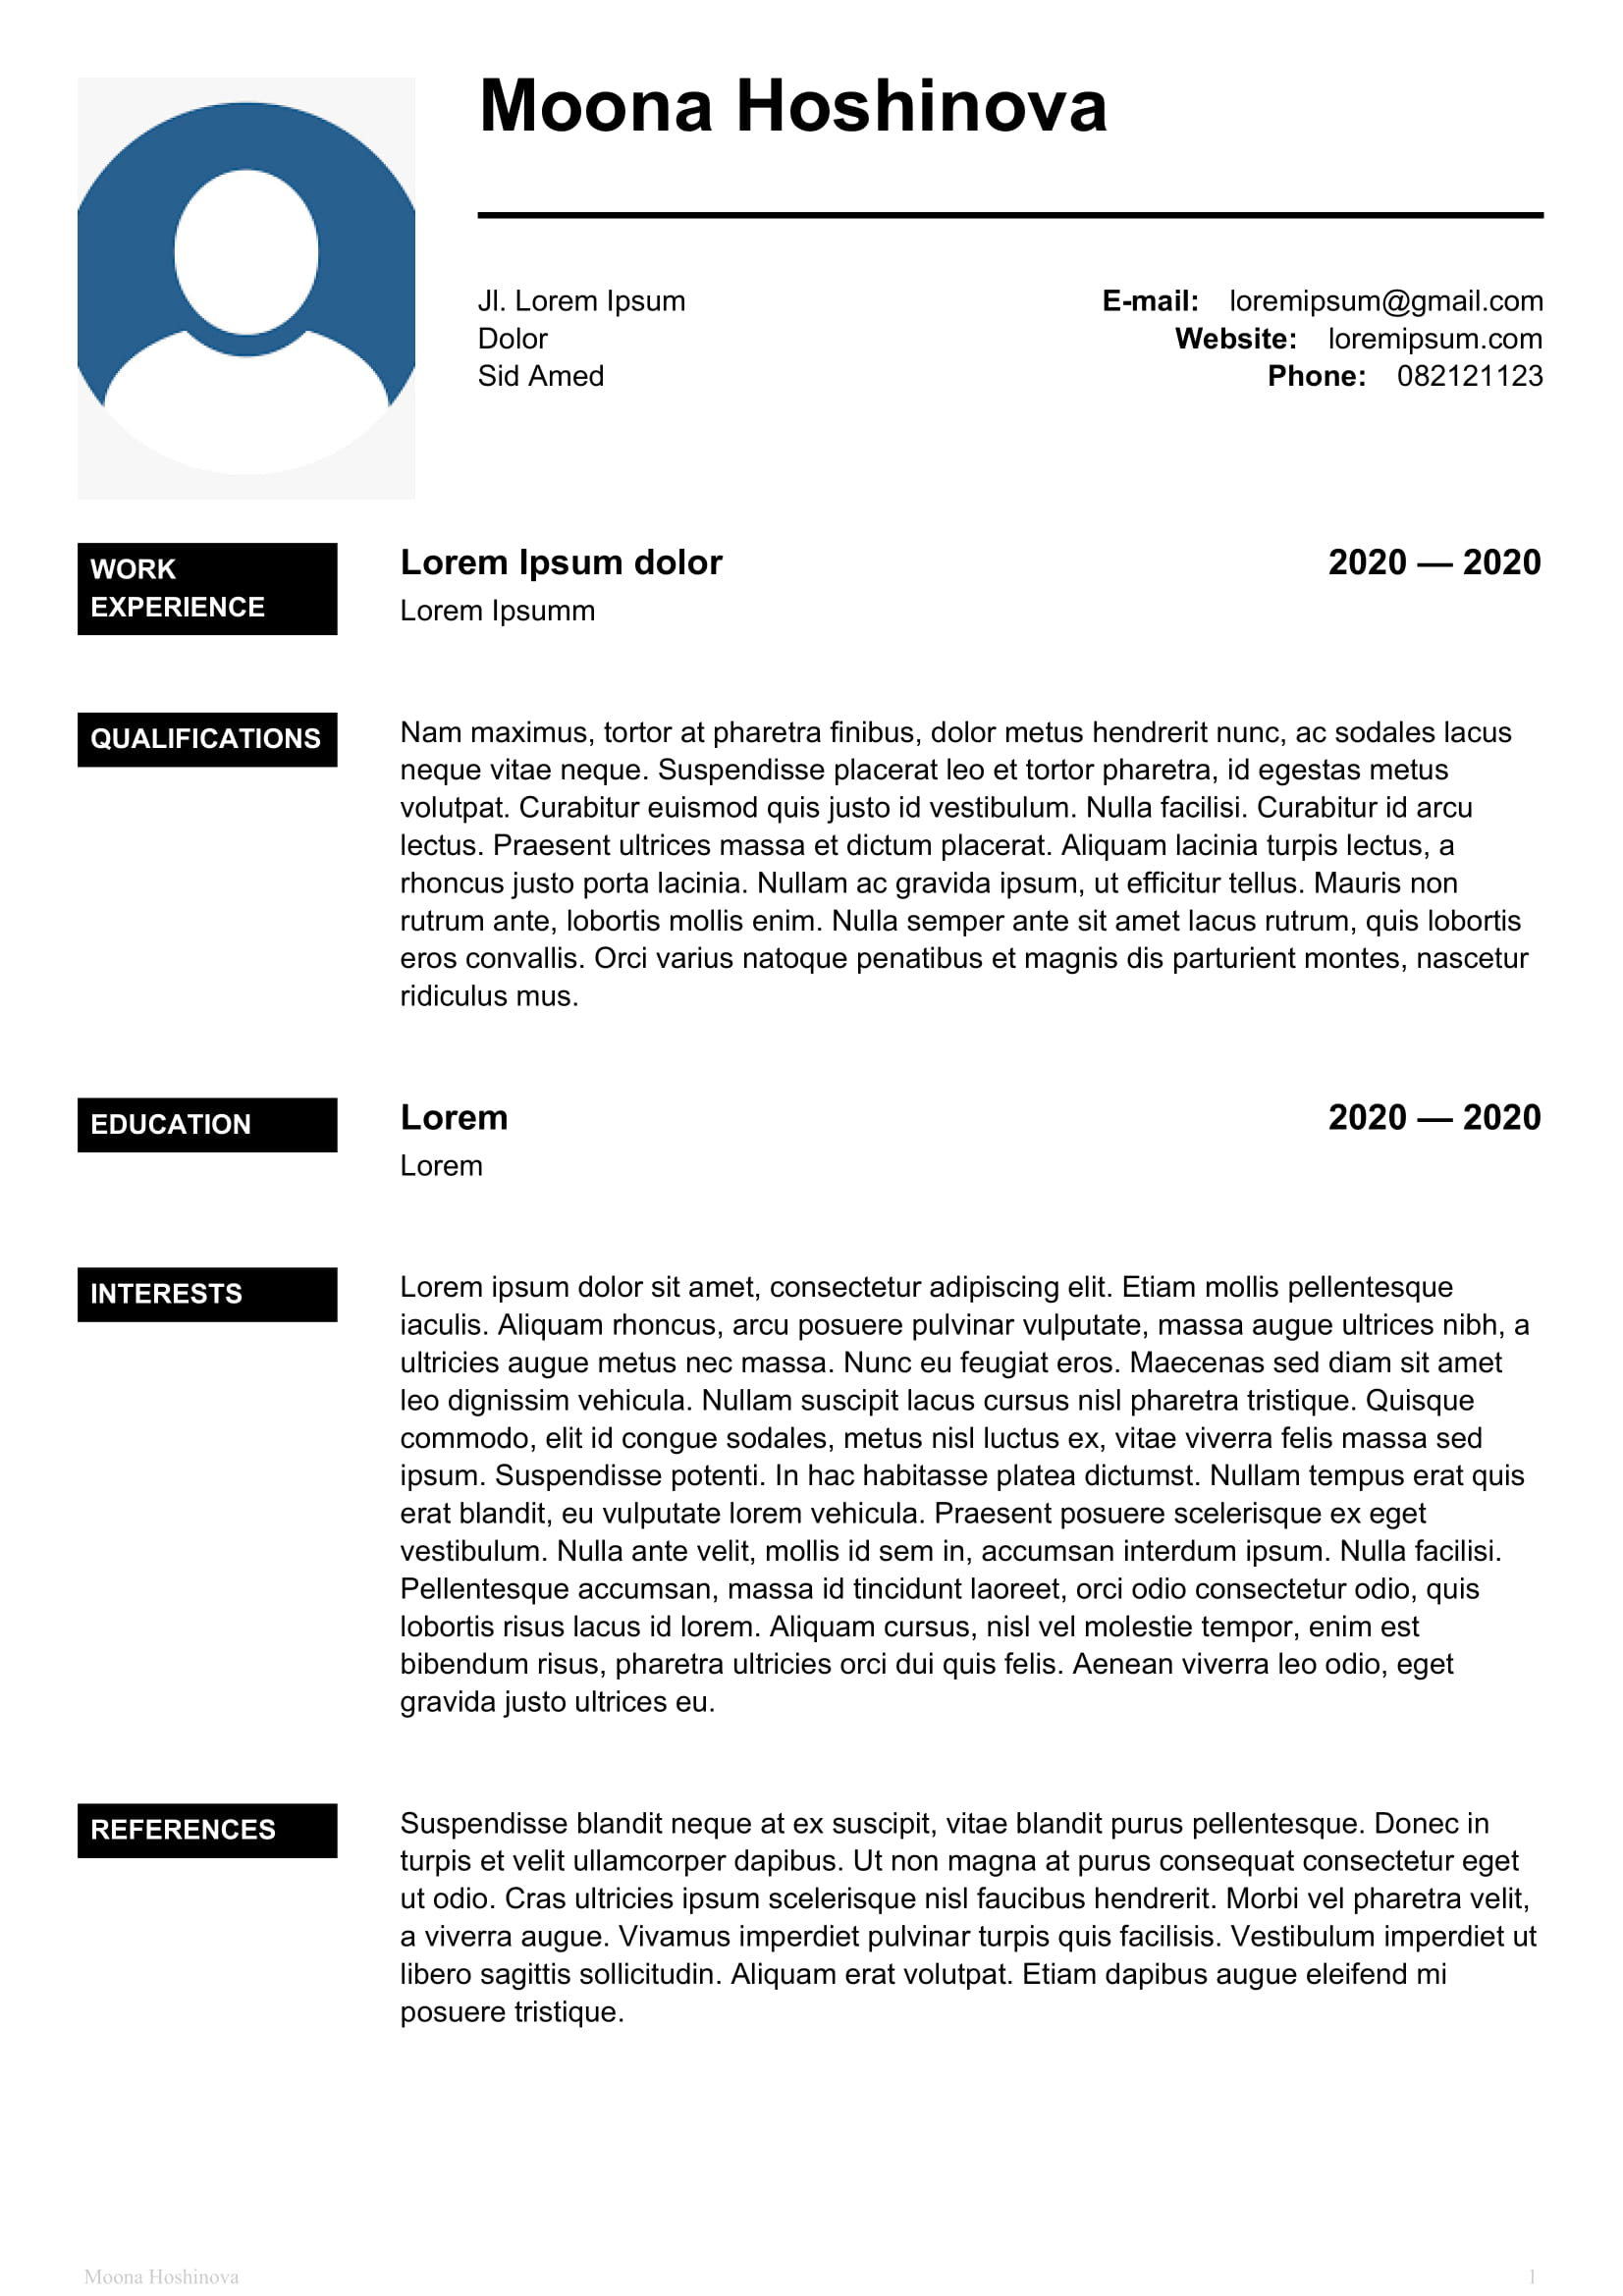 Moona Hoshinova
Jl. Lorem Ipsum
Dolor
Sid Amed
E-mail: loremipsum@gmail.com
Website: loremipsum.com
Phone: 082121123
WORK
EXPERIENCE
Lorem Ipsum dolor 2020 — 2020
Lorem Ipsumm
QUALIFICATIONS
Nam maximus, tortor at pharetra finibus, dolor metus hendrerit nunc, ac sodales lacus
neque vitae neque. Suspendisse placerat leo et tortor pharetra, id egestas metus
volutpat. Curabitur euismod quis justo id vestibulum. Nulla facilisi. Curabitur id arcu
lectus. Praesent ultrices massa et dictum placerat. Aliquam lacinia turpis lectus, a
rhoncus justo porta lacinia. Nullam ac gravida ipsum, ut efficitur tellus. Mauris non
rutrum ante, lobortis mollis enim. Nulla semper ante sit amet lacus rutrum, quis lobortis
eros convallis. Orci varius natoque penatibus et magnis dis parturient montes, nascetur
ridiculus mus.
EDUCATION
Lorem 2020 — 2020
Lorem
INTERESTS
Lorem ipsum dolor sit amet, consectetur adipiscing elit. Etiam mollis pellentesque
iaculis. Aliquam rhoncus, arcu posuere pulvinar vulputate, massa augue ultrices nibh, a
ultricies augue metus nec massa. Nunc eu feugiat eros. Maecenas sed diam sit amet
leo dignissim vehicula. Nullam suscipit lacus cursus nisl pharetra tristique. Quisque
commodo, elit id congue sodales, metus nisl luctus ex, vitae viverra felis massa sed
ipsum. Suspendisse potenti. In hac habitasse platea dictumst. Nullam tempus erat quis
erat blandit, eu vulputate lorem vehicula. Praesent posuere scelerisque ex eget
vestibulum. Nulla ante velit, mollis id sem in, accumsan interdum ipsum. Nulla facilisi.
Pellentesque accumsan, massa id tincidunt laoreet, orci odio consectetur odio, quis
lobortis risus lacus id lorem. Aliquam cursus, nisl vel molestie tempor, enim est
bibendum risus, pharetra ultricies orci dui quis felis. Aenean viverra leo odio, eget
gravida justo ultrices eu.
REFERENCES
Suspendisse blandit neque at ex suscipit, vitae blandit purus pellentesque. Donec in
turpis et velit ullamcorper dapibus. Ut non magna at purus consequat consectetur eget
ut odio. Cras ultricies ipsum scelerisque nisl faucibus hendrerit. Morbi vel pharetra velit,
a viverra augue. Vivamus imperdiet pulvinar turpis quis facilisis. Vestibulum imperdiet ut
libero sagittis sollicitudin. Aliquam erat volutpat. Etiam dapibus augue eleifend mi
posuere tristique.
Moona Hoshinova 1